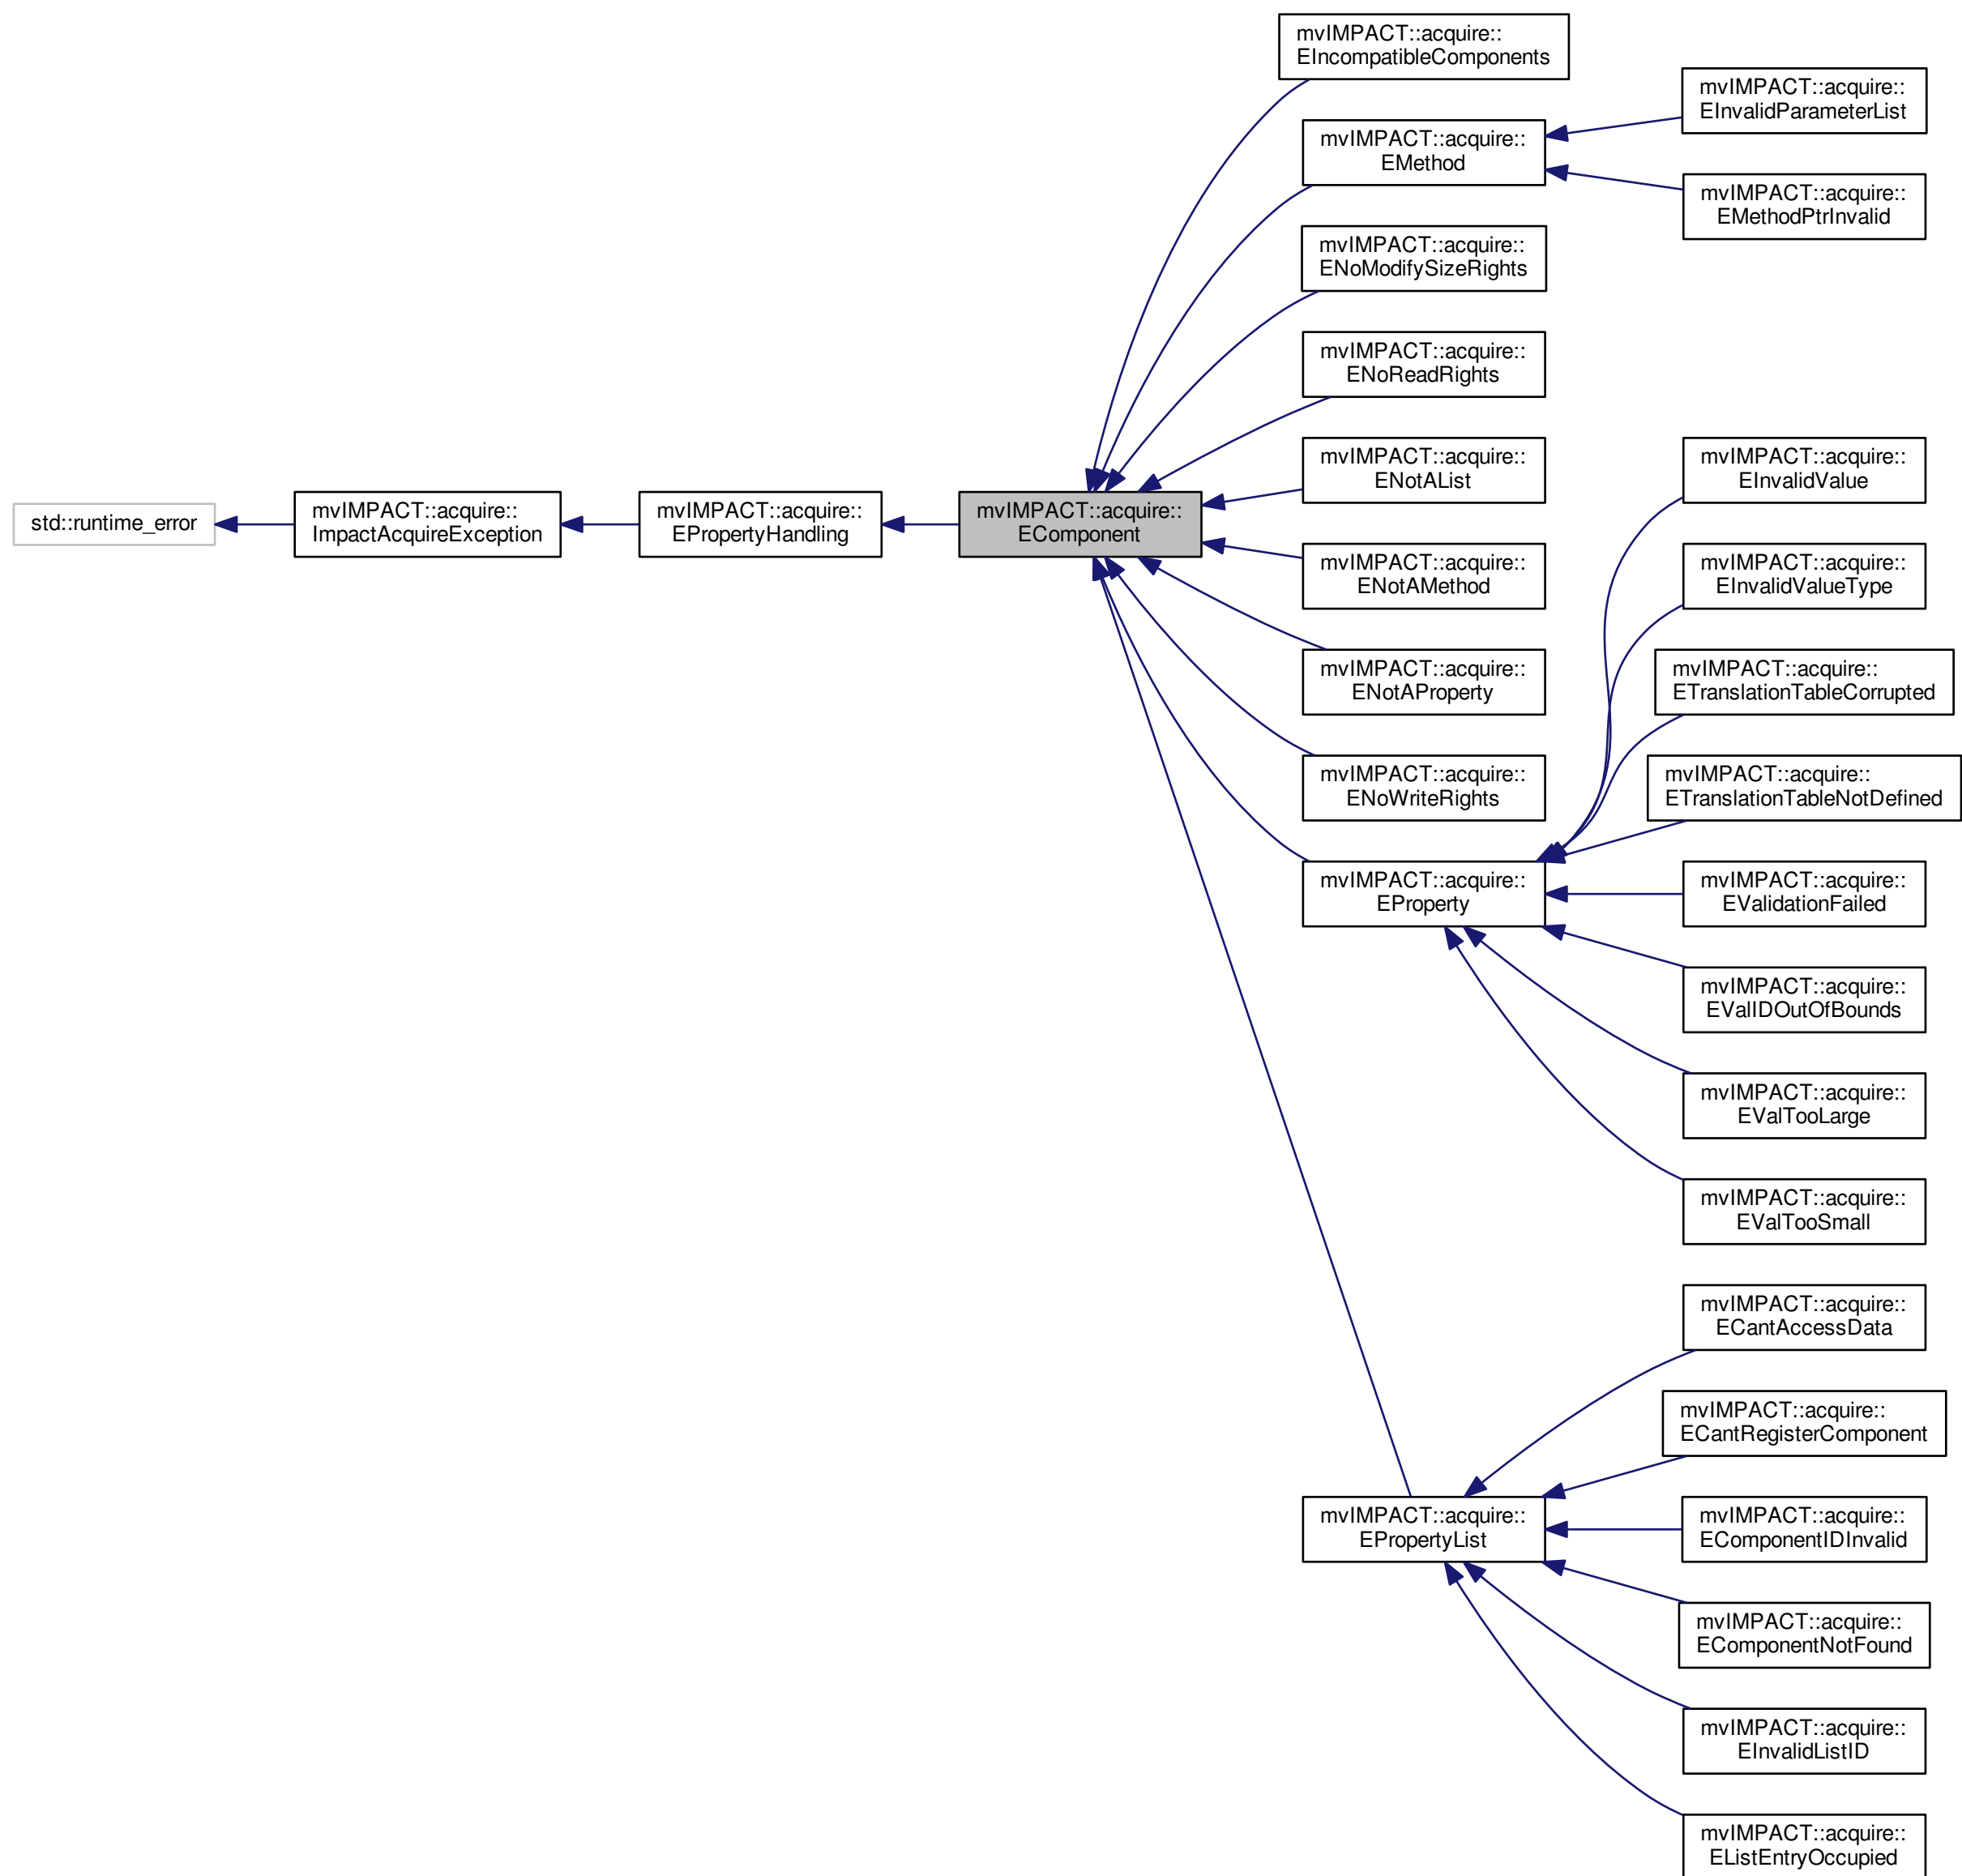 std::runtime_error
mvIMPACT::acquire::
ImpactAcquireException
mvIMPACT::acquire::
EPropertyHandling
mvIMPACT::acquire::
EComponent
mvIMPACT::acquire::
EIncompatibleComponents
mvIMPACT::acquire::
EMethod
mvIMPACT::acquire::
ENoModifySizeRights
mvIMPACT::acquire::
ENoReadRights
mvIMPACT::acquire::
ENotAList
mvIMPACT::acquire::
ENotAMethod
mvIMPACT::acquire::
ENotAProperty
mvIMPACT::acquire::
ENoWriteRights
mvIMPACT::acquire::
EProperty
mvIMPACT::acquire::
EPropertyList
mvIMPACT::acquire::
EInvalidParameterList
mvIMPACT::acquire::
EMethodPtrInvalid
mvIMPACT::acquire::
EInvalidValue
mvIMPACT::acquire::
EInvalidValueType
mvIMPACT::acquire::
ETranslationTableCorrupted
mvIMPACT::acquire::
ETranslationTableNotDefined
mvIMPACT::acquire::
EValidationFailed
mvIMPACT::acquire::
EValIDOutOfBounds
mvIMPACT::acquire::
EValTooLarge
mvIMPACT::acquire::
EValTooSmall
mvIMPACT::acquire::
ECantAccessData
mvIMPACT::acquire::
ECantRegisterComponent
mvIMPACT::acquire::
EComponentIDInvalid
mvIMPACT::acquire::
EComponentNotFound
mvIMPACT::acquire::
EInvalidListID
mvIMPACT::acquire::
EListEntryOccupied